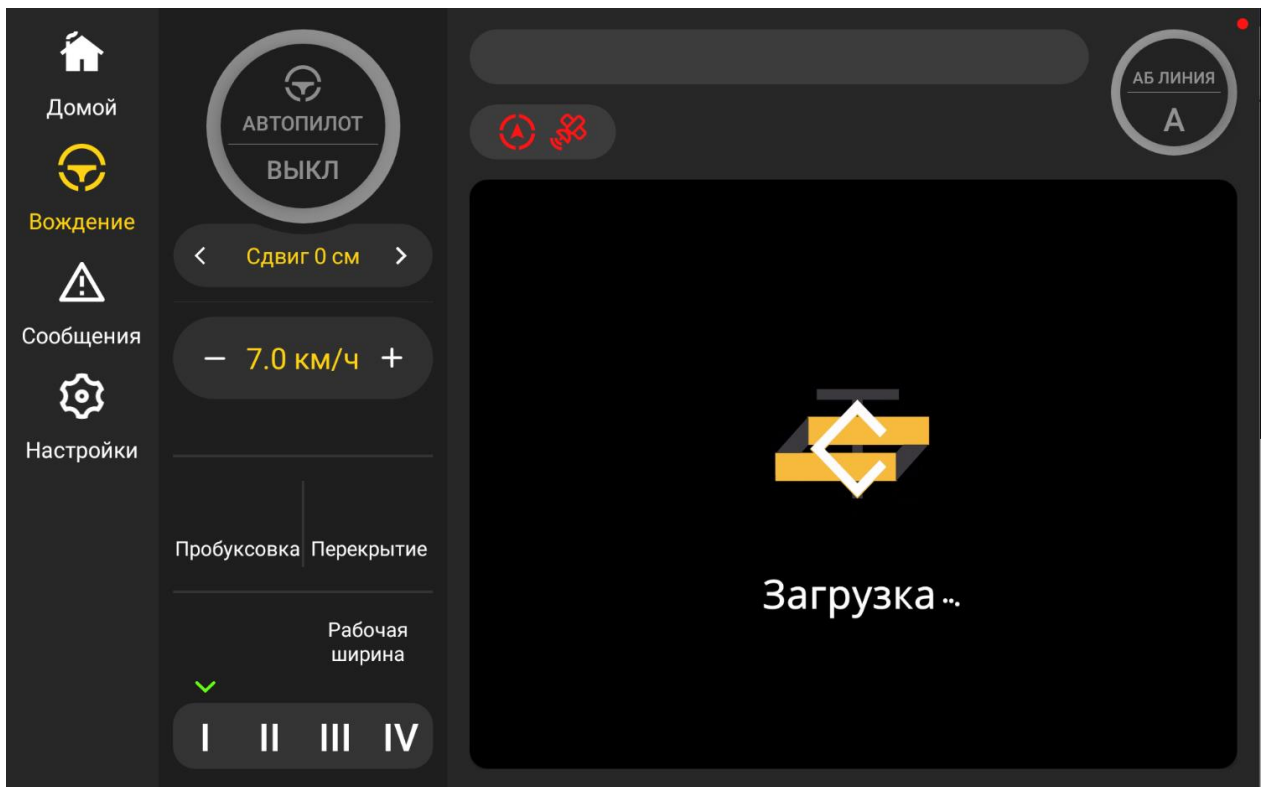 Домой
Вождение
Сообщения
Настройки
АВТОПИЛОТ
ВЫКЛ
Сдвиг 0 см
– 7.0 км/ч +
Пробуксовка Перекрытие
Рабочая
ширина
I II III IV
АБ ЛИНИЯ
А
Загрузка...